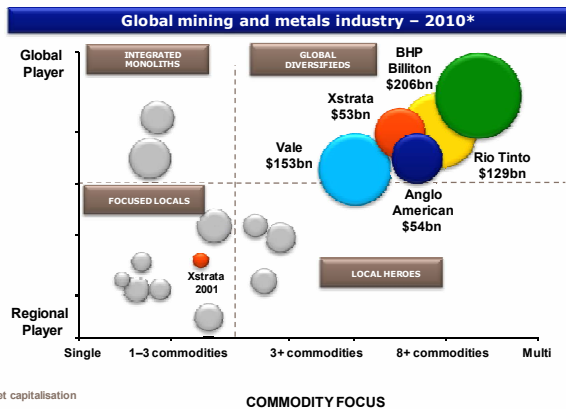 Global mining and metals industry – 2010*
Global
Player
INTEGRATED
MONOLITHS
GLOBAL
DIVERSIFIEDS
BHP
Billiton
$206bn
Xstrata
$53bn
Vale
$153bn
Rio Tinto
$129bn
Anglo
American
$54bn
FOCUSED LOCALS
Xstrata
2001
LOCAL HEROES
Regional
Player
Single
1–3 commodities
3+ commodities
8+ commodities
Multi
capitalisation
COMMODITY FOCUS